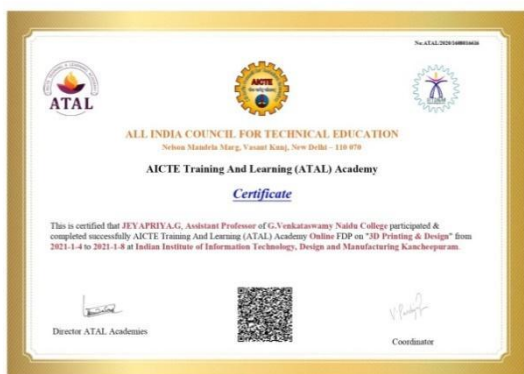 ATAL
AICTE
ALL INDIA COUNCIL FOR TECHNICAL EDUCATION
Nelson Mandela Marg, Vasant Kunj, New Delhi – 110 070
AICTE Training And Learning (ATAL) Academy
Certificate
This is certified that JEYAPRIYA.G, Assistant Professor of G.Venkataswamy Naidu College participated &
completed successfully AICTE Training And Learning (ATAL) Academy Online FDP on "3D Printing & Design" from
2021-1-4 to 2021-1-8 at Indian Institute of Information Technology, Design and Manufacturing Kancheepuram.
Director ATAL Academies
Coordinator